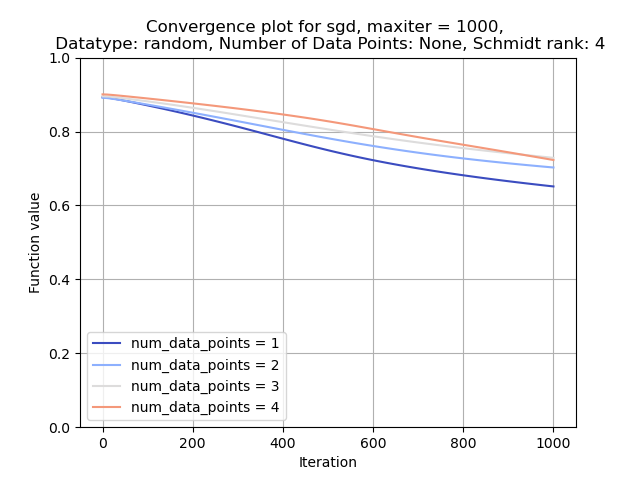 Convergence plot for sgd, maxiter = 1000,
Datatype: random, Number of Data Points: None, Schmidt rank: 4
1.0
0.8
0.6
0.4
0.2
0.0
Function value
num_data_points = 1
num_data_points = 2
num_data_points = 3
num_data_points = 4
0 200 400 600 800 1000
Iteration